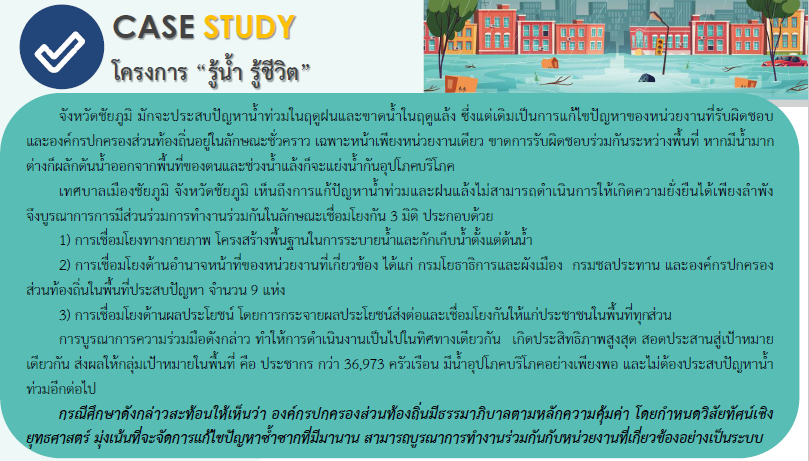 CASE STUDY
โครงการ “รู้น้ำ รู้ชีวิต”
จังหวัดชัยภูมิ มักจะประสบปัญหาน้ำท่วมในฤดูฝนและขาดน้ำในฤดูแล้ง ซึ่งแต่เดิมเป็นการแก้ไขปัญหาของหน่วยงานที่รับผิดชอบ
และองค์กรปกครองส่วนท้องถิ่นอยู่ในลักษณะชั่วคราว เฉพาะหน้าเพียงหน่วยงานเดียว ขาดการรับผิดชอบร่วมกันระหว่างพื้นที่ หากมีน้ำมาก
ต่างก็ผลักดันน้ำออกจากพื้นที่ของตนและช่วงน้ำแล้งก็จะแย่งน้ำกันอุปโภคบริโภค
เทศบาลเมืองชัยภูมิ จังหวัดชัยภูมิ เห็นถึงการแก้ปัญหาน้ำท่วมและฝนแล้งไม่สามารถดำเนินการให้เกิดความยั่งยืนได้เพียงลำพัง
จึงบูรณาการการมีส่วนร่วมการทำงานร่วมกันในลักษณะเชื่อมโยงกัน 3 มิติ ประกอบด้วย
1) การเชื่อมโยงทางกายภาพ โครงสร้างพื้นฐานในการระบายน้ำและกักเก็บน้ำตั้งแต่ต้นน้ำ
2) การเชื่อมโยงด้านอำนาจหน้าที่ของหน่วยงานที่เกี่ยวข้อง ได้แก่ กรมโยธาธิการและผังเมือง กรมชลประทาน และองค์กรปกครอง
ส่วนท้องถิ่นในพื้นที่ประสบปัญหา จำนวน 9 แห่ง
3) การเชื่อมโยงด้านผลประโยชน์ โดยการกระจายผลประโยชน์ส่งต่อและเชื่อมโยงกันให้แก่ประชาชนในพื้นที่ทุกส่วน
การบูรณาการความร่วมมือดังกล่าว ทำให้การดำเนินงานเป็นไปในทิศทางเดียวกัน เกิดประสิทธิภาพสูงสุด สอดประสานสู่เป้าหมาย
เดียวกัน ส่งผลให้กลุ่มเป้าหมายในพื้นที่ คือ ประชากร กว่า 36,973 ครัวเรือน มีน้ำอุปโภคบริโภคอย่างเพียงพอ และไม่ต้องประสบปัญหาน้ำ
ท่วมอีกต่อไป
กรณีศึกษาดังกล่าวสะท้อนให้เห็นว่า องค์กรปกครองส่วนท้องถิ่นมีธรรมาภิบาลตามหลักความคุ้มค่า โดยกำหนดวิสัยทัศน์เชิง
ยุทธศาสตร์ มุ่งเน้นที่จะจัดการแก้ไขปัญหาซ้ำซากที่มีมานาน สามารถบูรณาการทำงานร่วมกันกับหน่วยงานที่เกี่ยวข้องอย่างเป็นระบบ